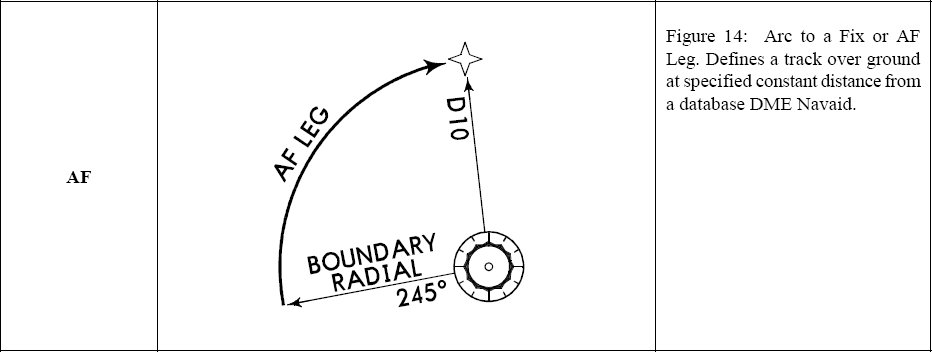 AF
AF LEG
D10
BOUNDARY
RADIAL
245°
Figure 14: Arc to a Fix or AF
Leg. Defines a track over ground
at specified constant distance from
a database DME Navaid.